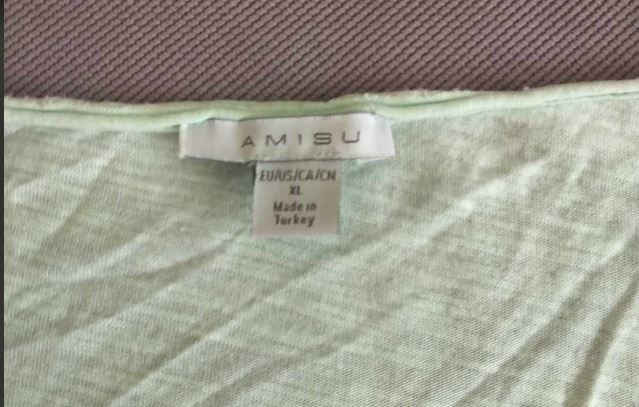 AMISU
EU/US/CA/CN
XL
Made in
Turkey